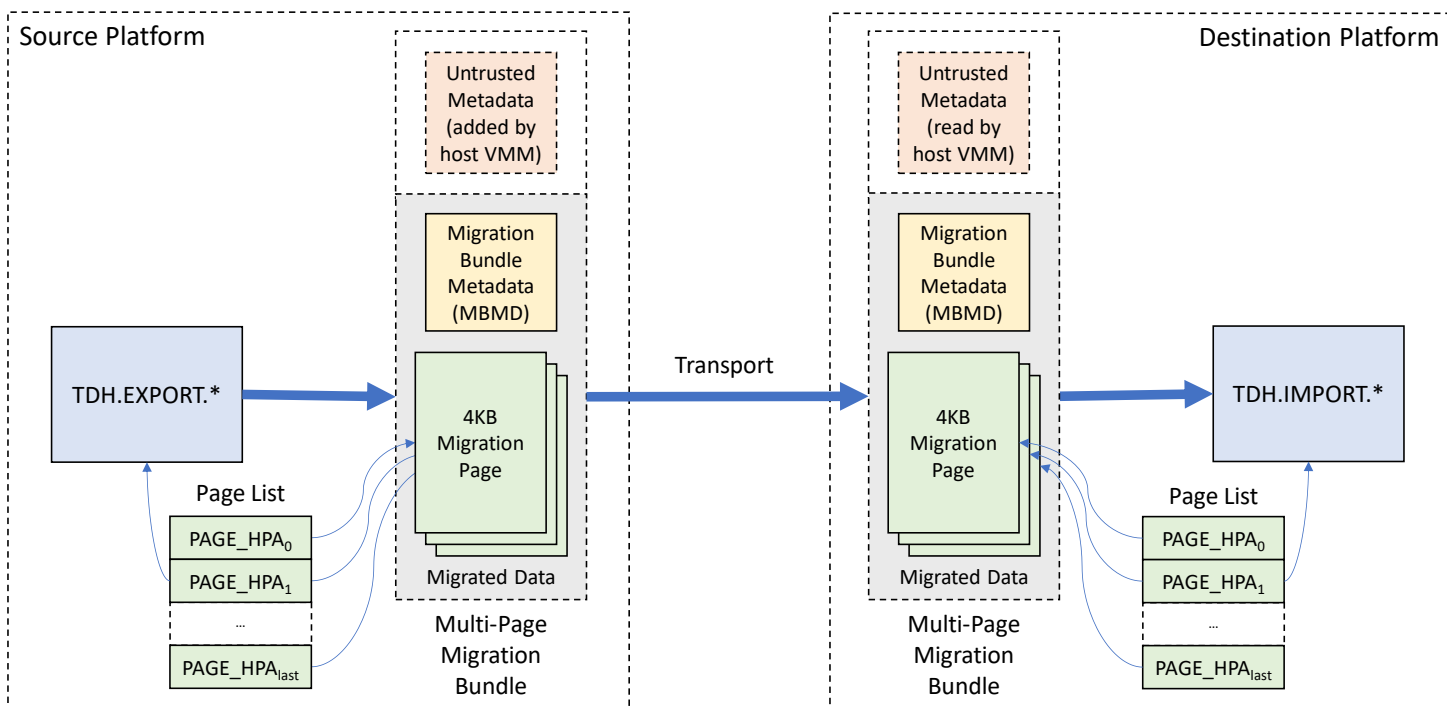 Source Platform
Untrusted
Metadata
(added by
host VMM)
Migration
Bundle
Metadata
(MBMD)
TDH.EXPORT.*
4KB
Migration
Page
Page List
PAGE_HPA0
PAGE_HPA1
...
PAGE_HPAlast
Migrated Data
Multi-Page
Migration
Bundle
Transport
Destination Platform
Untrusted
Metadata
(read by
host VMM)
Migration
Bundle
Metadata
(MBMD)
4KB
Migration
Page
TDH.IMPORT.*
Migrated Data
Multi-Page
Migration
Bundle
Page List
PAGE_HPA0
PAGE_HPA1
...
PAGE_HPAlast